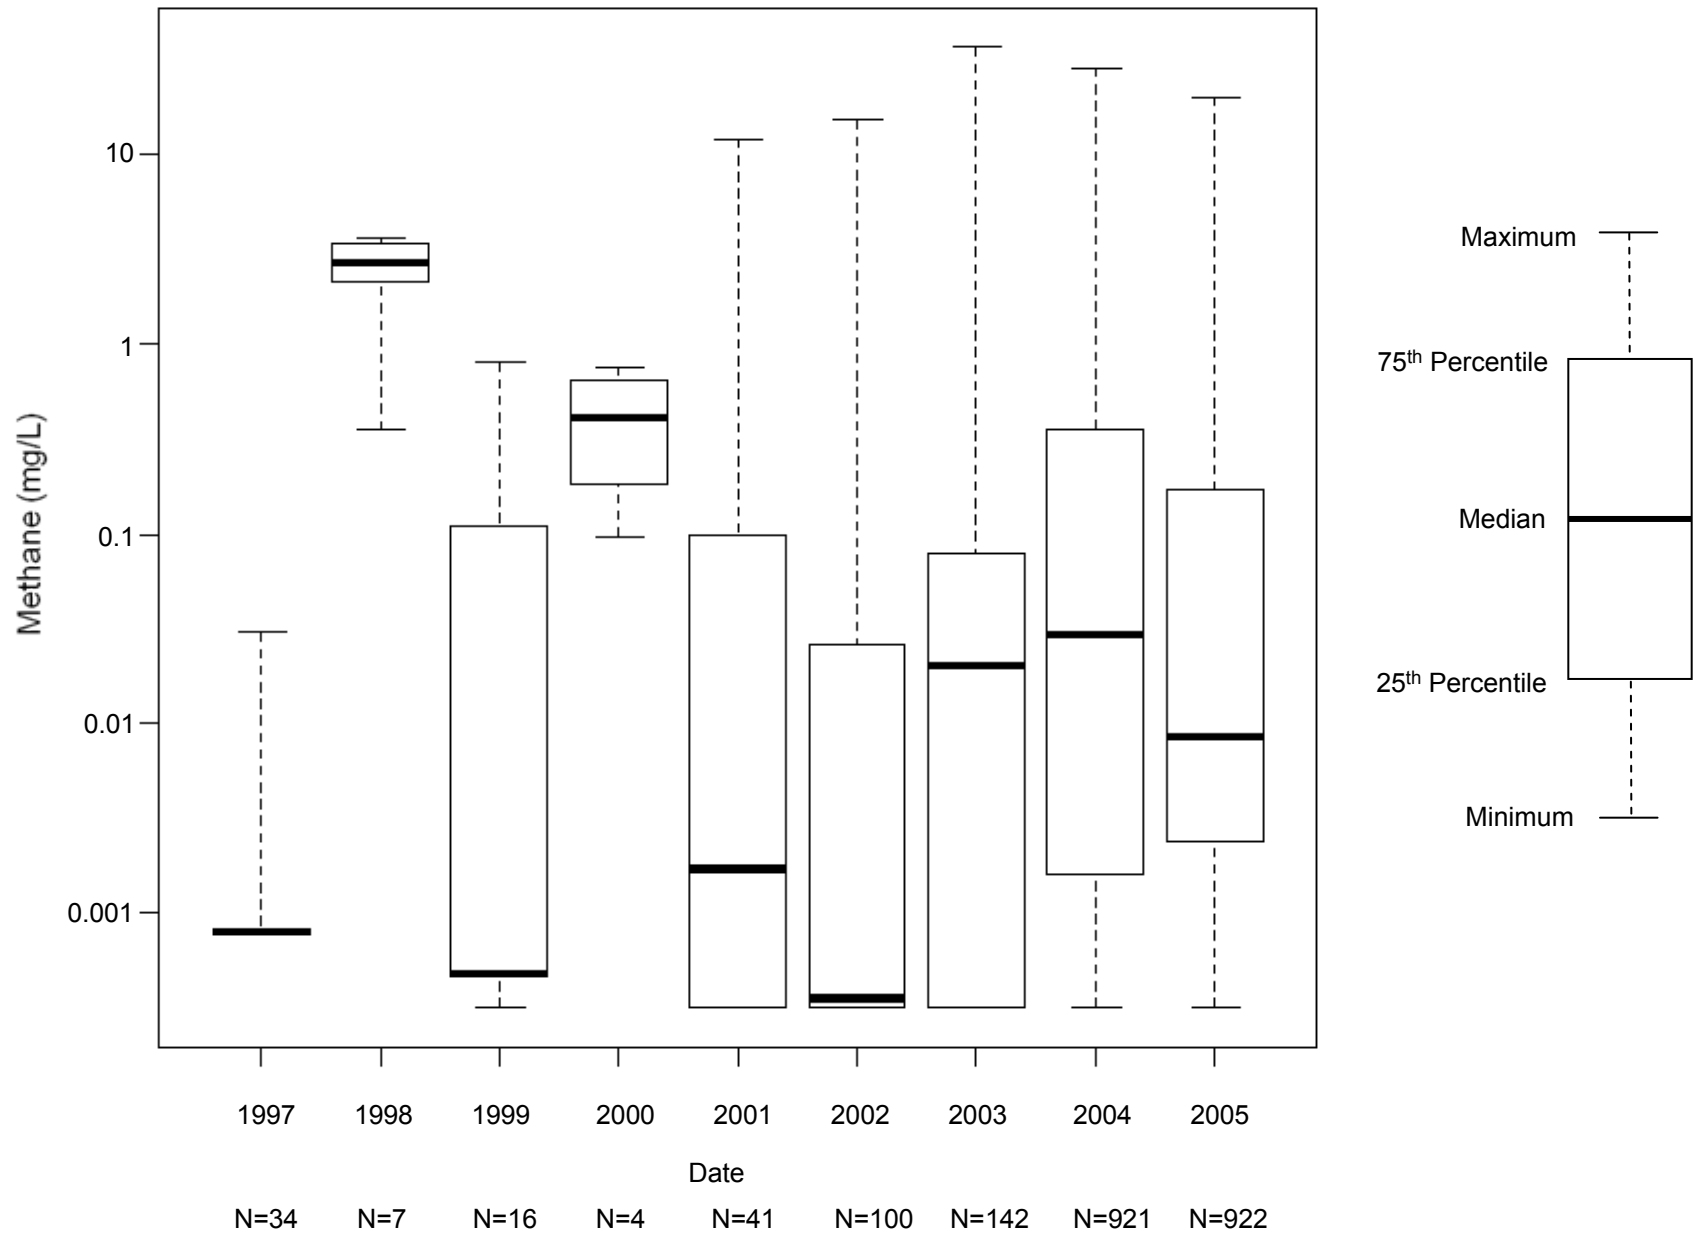 Methane (mg/L)
10
1
0.1
0.01
0.001
1997 1998 1999 2000 2001 2002 2003 2004 2005
Date
N=34 N=7 N=16 N=4 N=41 N=100 N=142 N=921 N=922
Maximum
75th Percentile
Median
25th Percentile
Minimum